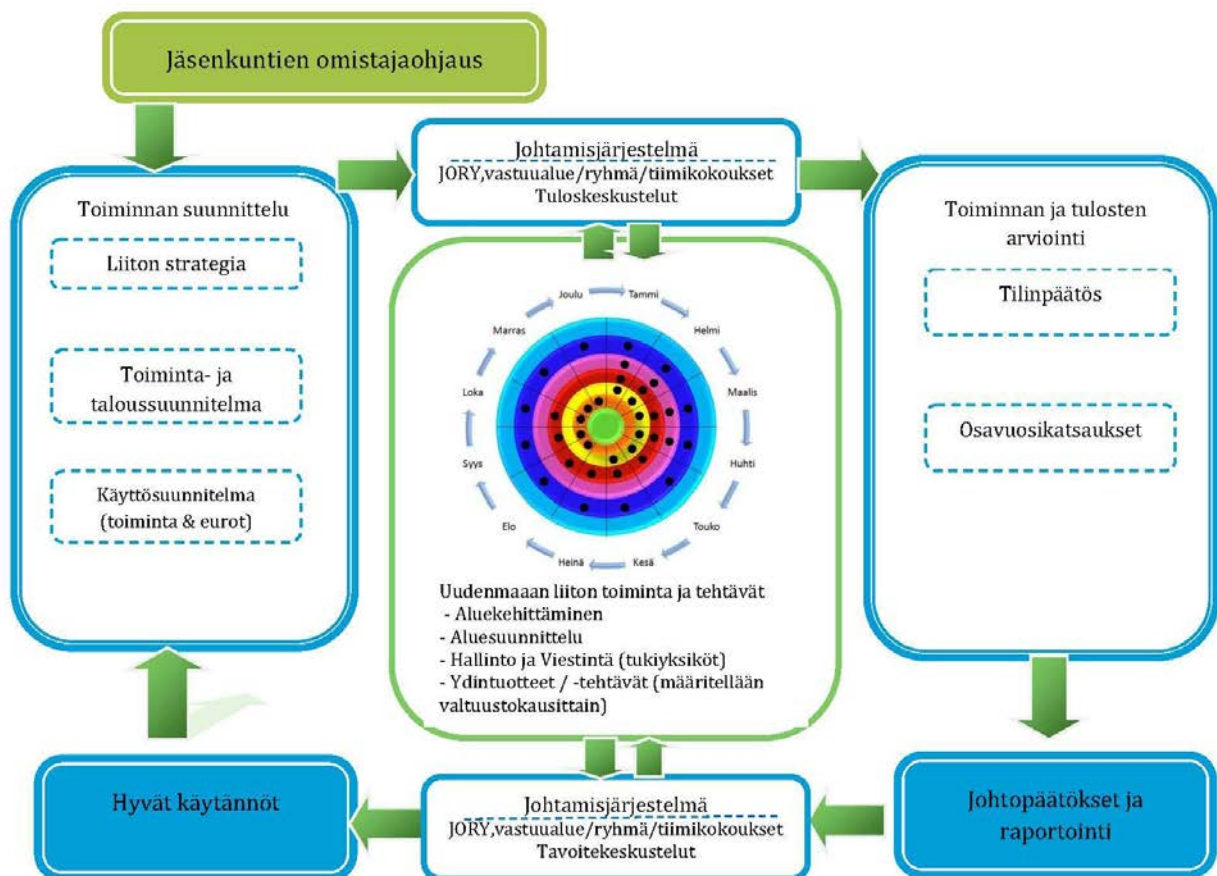 Jäsenkuntien omistajaohjaus
Toiminnan suunnittelu
Liiton strategia
Toiminta- ja
taloussuunnitelma
Käyttösuunnitelma
(toiminta & eurot)
Johtamisjärjestelmä
JORY,vastuualue/ryhmä/tiimikokoukset
Tuloskeskustelut
Toiminnan ja tulosten
arviointi
Tilinpäätös
Osavuosikatsaukset
Joulu
Tammi
Helmi
Maalis
Huhti
Touko
Kesä
Heinä
Elo
Syys
Loka
Marras
Uudenmaaan liiton toiminta ja tehtävät
- Aluekehittäminen
- Aluesuunnittelu
- Hallinto ja Viestintä (tukiyksiköt)
- Ydintuotteet / -tehtävät (määritellään
valtuustokausittain)
Hyvät käytännöt
Johtamisjärjestelmä
JORY,vastuualue/ryhmä/tiimikokoukset
Tavoitekeskustelut
Johtopäätökset ja
raportointi